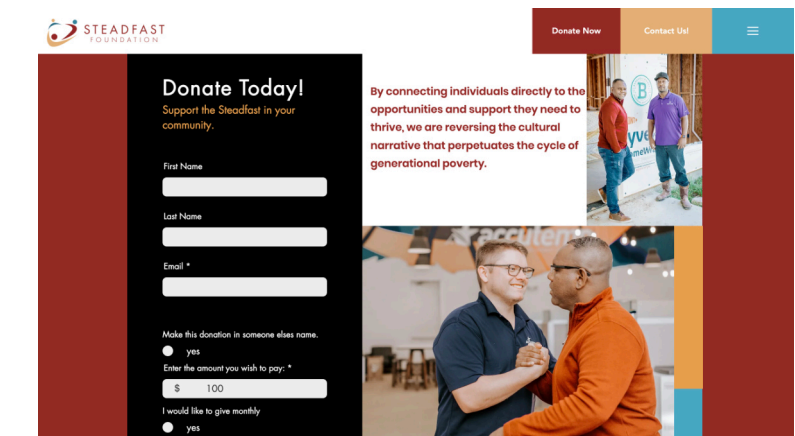 STEADFAST
FOUNDATION
Donate Now
Contact Us!
Donate Today!
Support the Steadfast in your
community.
First Name
Last Name
Email *
Make this donation in someone elses name.
yes
Enter the amount you wish to pay: *
$ 100
I would like to give monthly
yes
By connecting individuals directly to the
opportunities and support they need to
thrive, we are reversing the cultural
narrative that perpetuates the cycle of
generational poverty.
B